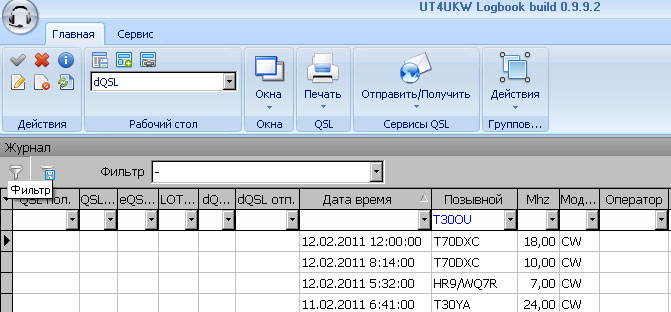 UT4UKW Logbook build 0.9.9.2
Главная Сервис
dQSL
Окна Печать Отправить/Получить Действия
Действия Рабочий стол Окна QSL Сервисы QSL Группов...
Журнал
Фильтр -
Фильтр
QSL пол. QSL... eQS... LOT... dQ... dQSL отп. Дата время Позывной Mhz Мод... Оператор
T30OU
12.02.2011 12:00:00 T70DXC 18,00 CW
12.02.2011 8:14:00 T70DXC 10,00 CW
12.02.2011 5:32:00 HR9/WQ7R 7,00 CW
11.02.2011 6:41:00 T30YA 24,00 CW